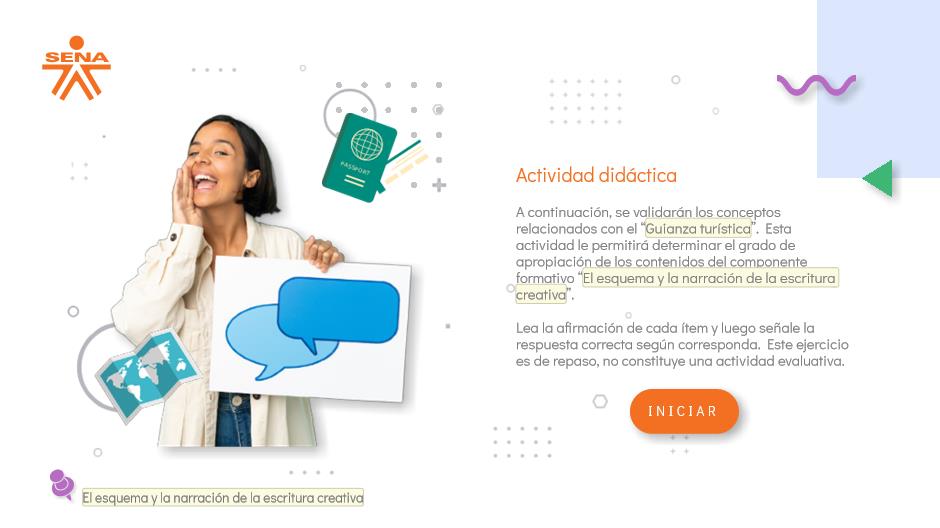 SENA
PASSPORT
Actividad didáctica
A continuación, se validarán los conceptos
relacionados con el “Guianza turística”. Esta
actividad le permitirá determinar el grado de
apropiación de los contenidos del componente
formativo “El esquema y la narración de la escritura
creativa”.
Lea la afirmación de cada ítem y luego señale la
respuesta correcta según corresponda. Este ejercicio
es de repaso, no constituye una actividad evaluativa.
INICIAR
El esquema y la narración de la escritura creativa